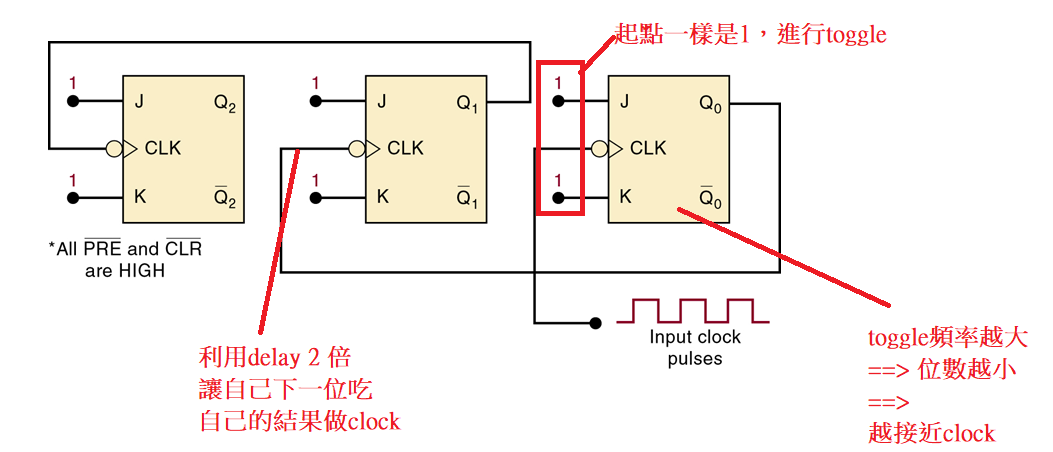 起點一樣是1，進行toggle
1
J
Q2
CLK
1
K
Q̅2
1
J
Q1
CLK
1
K
Q̅1
1
J
Q0
CLK
1
K
Q̅0
*All P̅R̅E̅ and C̅L̅R̅
are HIGH
Input clock
pulses
利用delay 2 倍
讓自己下一位吃
自己的結果做clock
toggle頻率越大
==> 位數越小
==>
越接近clock